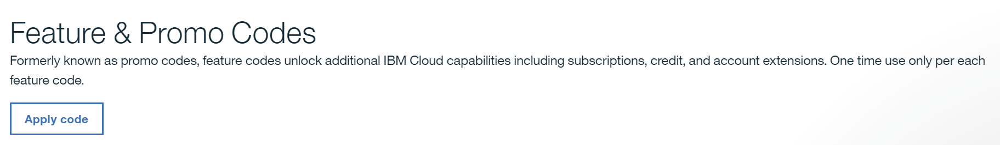 Feature & Promo Codes
Formerly known as promo codes, feature codes unlock additional IBM Cloud capabilities including subscriptions, credit, and account extensions. One time use only per each
feature code.
Apply code